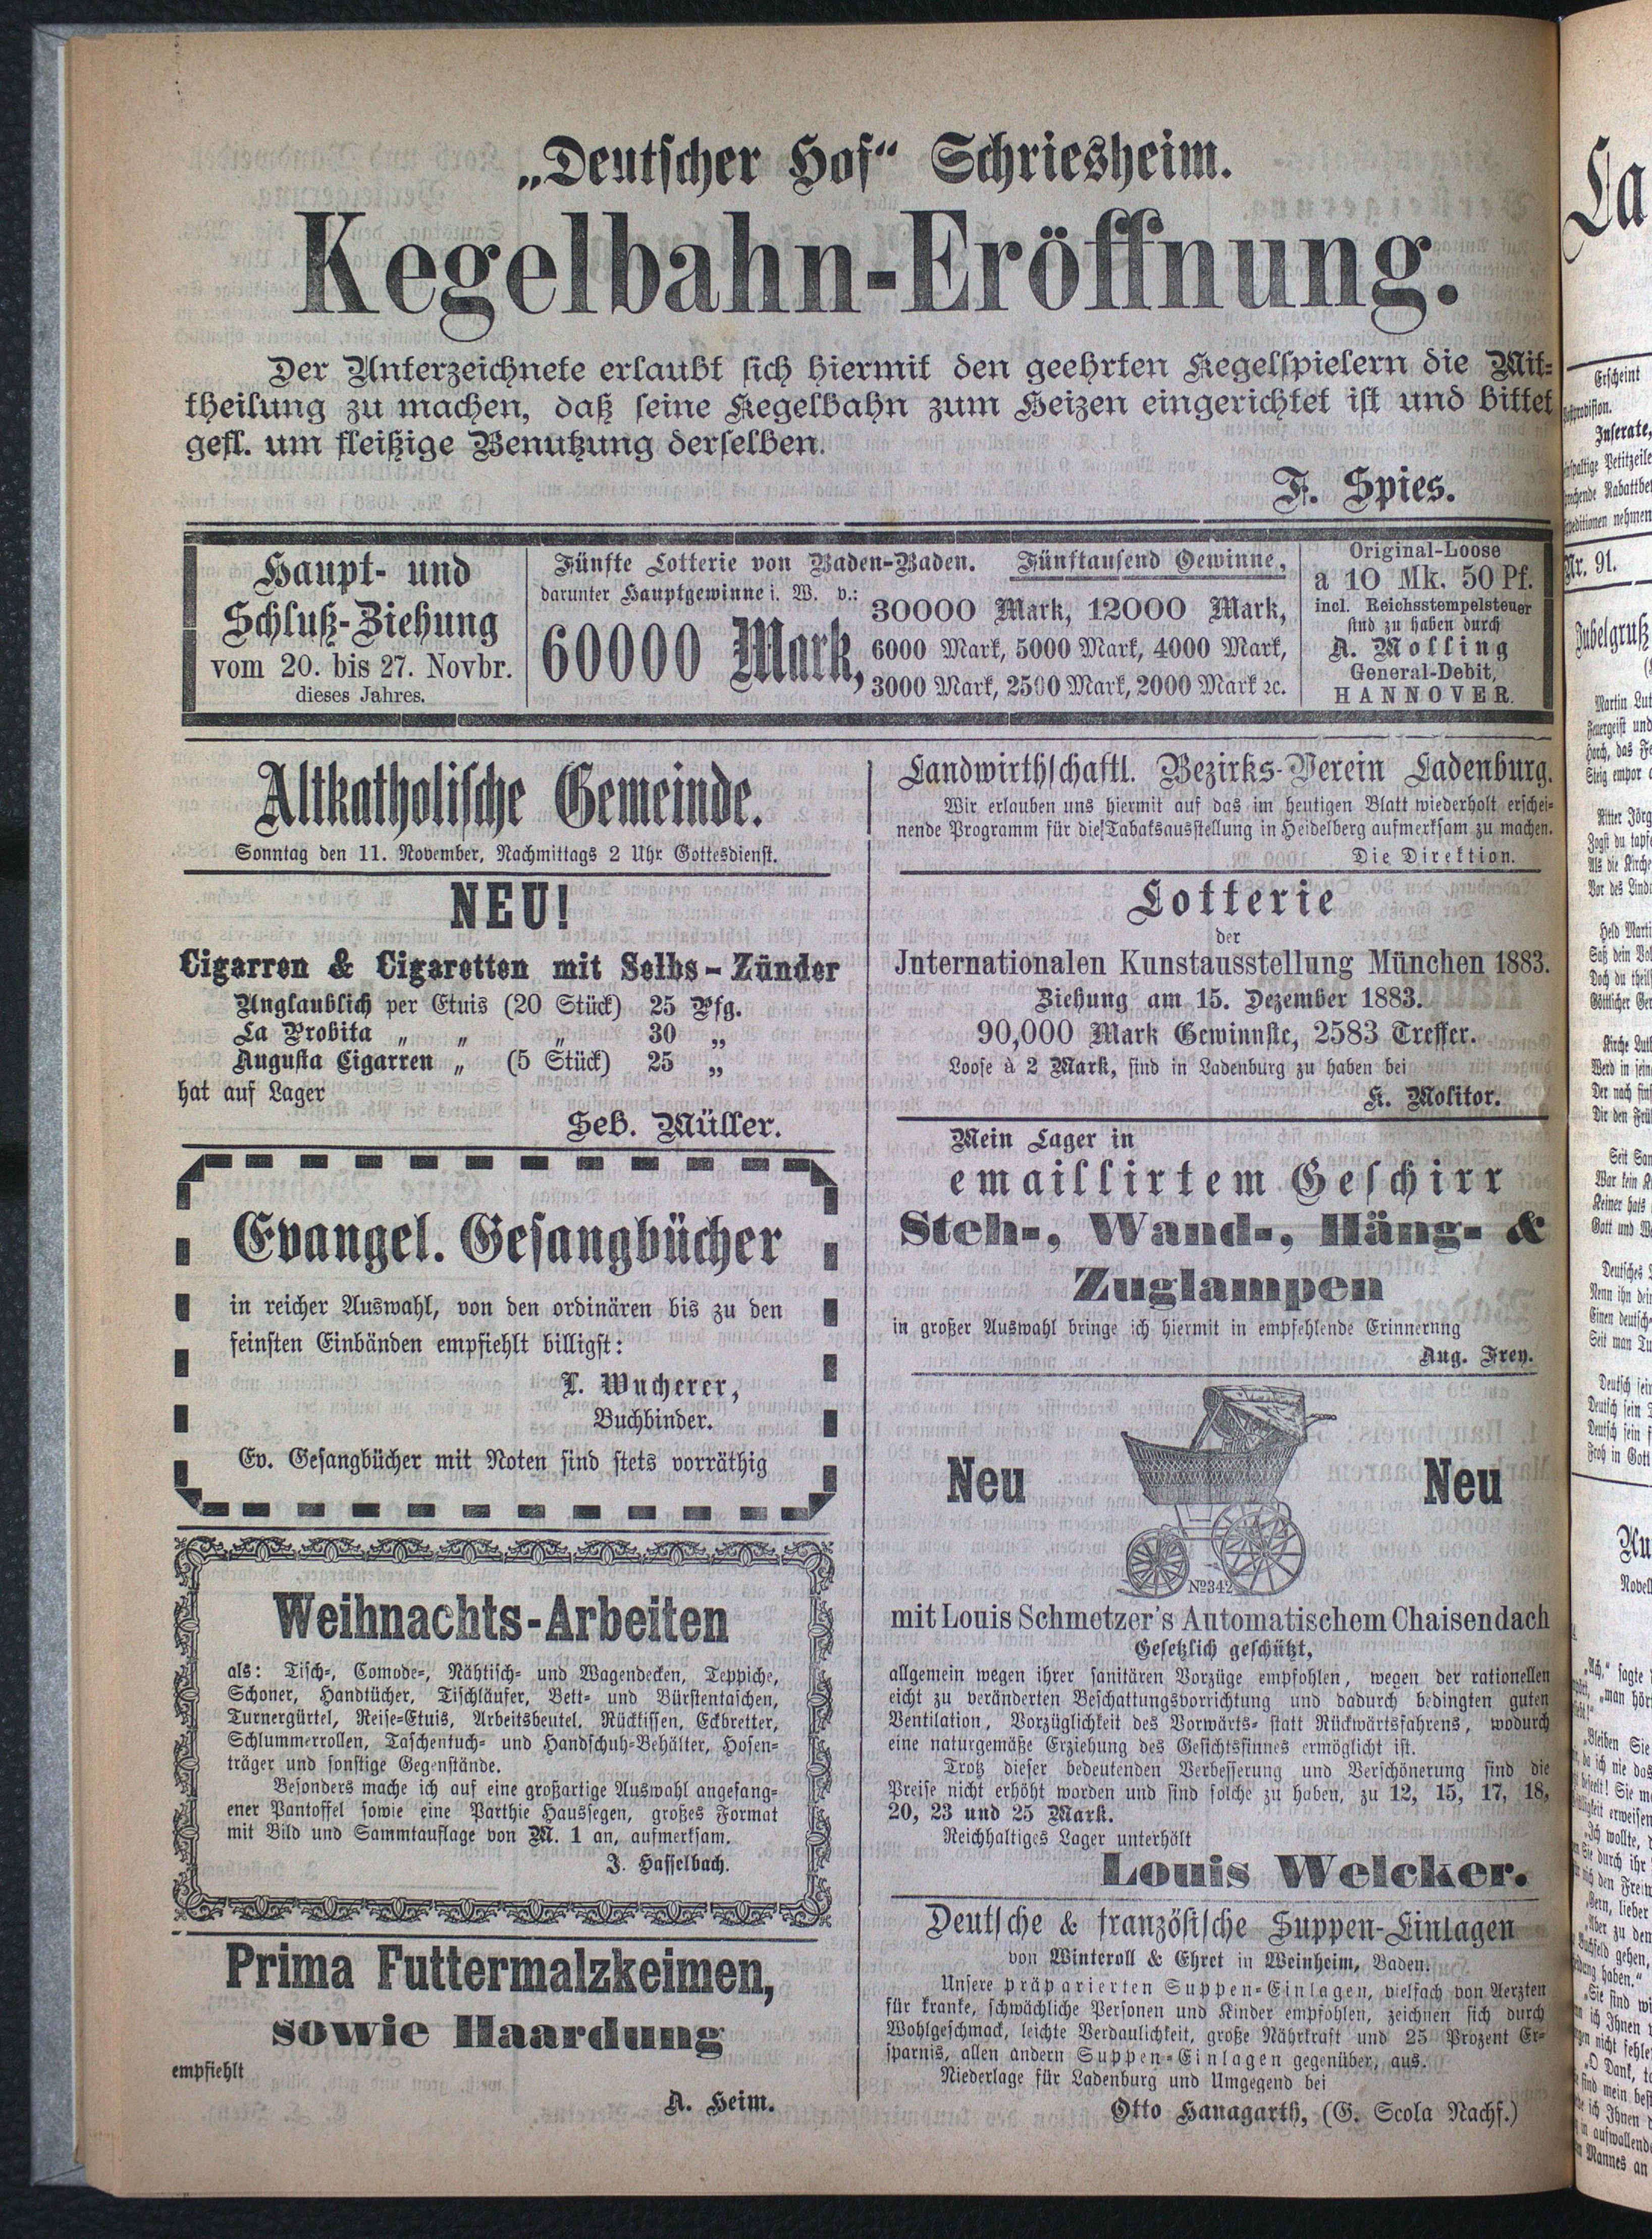 „Deutscher Hof“ Schriesheim.
Kegelbahn-Eröffnung.
Der Unterzeichnete erlaubt sich hiermit den geehrten Kegelspielern die Mit-
theilung zu machen, daß seine Kegelbahn zum Heizen eingerichtet ist und bittet
gefl. um fleißige Benutzung derselben.
F. Spies.
Haupt- und
Schluß-Ziehung
vom 20. bis 27. Novbr.
dieses Jahres.
Fünfte Lotterie von Baden-Baden. Fünftausend Gewinne,
darunter Hauptgewinne i. W. v.:
60000 Mark,
30000 Mark, 12000 Mark,
6000 Mark, 5000 Mark, 4000 Mark,
3000 Mark, 2500 Mark, 2000 Mark ꝛc.
Original-Loose
a 10 Mk. 50 Pf.
incl. Reichsstempelsteuer
sind zu haben durch
A. Molling
General-Debit,
HANNOVER.
Altkatholische Gemeinde.
Sonntag den 11. November, Nachmittags 2 Uhr Gottesdienst.
NEU!
Cigarren & Cigaretten mit Selbs-Zünder
Unglaublich per Etuis (20 Stück) 25 Pfg.
La Probita „ „ „ 30 „
Augusta Cigarren „ (5 Stück) 25 „
hat auf Lager
Seb. Müller.
Evangel. Gesangbücher
in reicher Auswahl, von den ordinären bis zu den
feinsten Einbänden empfiehlt billigst:
L. Wucherer,
Buchbinder.
Ev. Gesangbücher mit Noten sind stets vorräthig
Weihnachts-Arbeiten
als: Tisch-, Comode-, Nähtisch- und Wagendecken, Teppiche,
Schoner, Handtücher, Tischläufer, Bett- und Bürstentaschen,
Turnergürtel, Reise-Etuis, Arbeitsbeutel, Rückkissen, Eckbretter,
Schlummerrollen, Taschentuch- und Handschuh-Behälter, Hosen-
träger und sonstige Gegenstände.
Besonders mache ich auf eine großartige Auswahl angefang-
ener Pantoffel sowie eine Parthie Haussegen, großes Format
mit Bild und Sammtauflage von M. 1 an, aufmerksam.
J. Hasselbach.
Prima Futtermalzkeimen,
sowie Haardung
empfiehlt
A. Heim.
Landwirthschaftl. Bezirks-Verein Ladenburg.
Wir erlauben uns hiermit auf das im heutigen Blatt wiederholt erschei-
nende Programm für die Tabaksausstellung in Heidelberg aufmerksam zu machen.
Die Direktion.
Lotterie
der
Internationalen Kunstausstellung München 1883.
Ziehung am 15. Dezember 1883.
90,000 Mark Gewinnste, 2583 Treffer.
Loose à 2 Mark, sind in Ladenburg zu haben bei
K. Molitor.
Mein Lager in
emaillirtem Geschirr
Steh-, Wand-, Häng- &
Zuglampen
in großer Auswahl bringe ich hiermit in empfehlende Erinnerung
Aug. Frey.
Neu
Neu
No 342
mit Louis Schmetzer's Automatischem Chaisendach
Gesetzlich geschützt,
allgemein wegen ihrer sanitären Vorzüge empfohlen, wegen der rationellen
eicht zu veränderten Beschattungsvorrichtung und dadurch bedingten guten
Ventilation, Vorzüglichkeit des Vorwärts- statt Rückwärtsfahrens, wodurch
eine naturgemäße Erziehung des Gesichtssinnes ermöglicht ist.
Trotz dieser bedeutenden Verbesserung und Verschönerung sind die
Preise nicht erhöht worden und sind solche zu haben, zu 12, 15, 17, 18,
20, 23 und 25 Mark.
Reichhaltiges Lager unterhält
Louis Welcker.
Deutsche & französische Suppen-Einlagen
von Winteroll & Ehret in Weinheim, Baden.
Unsere präparierten Suppen-Einlagen, vielfach von Aerzten
für kranke, schwächliche Personen und Kinder empfohlen, zeichnen sich durch
Wohlgeschmack, leichte Verdaulichkeit, große Nährkraft und 25 Prozent Er-
sparnis, allen andern Suppen-Einlagen gegenüber, aus.
Niederlage für Ladenburg und Umgegend bei
Otto Hanagarth, (G. Scola Nachf.)
La
Erscheint
Inserate,
Nr. 91.
Jubelgruß